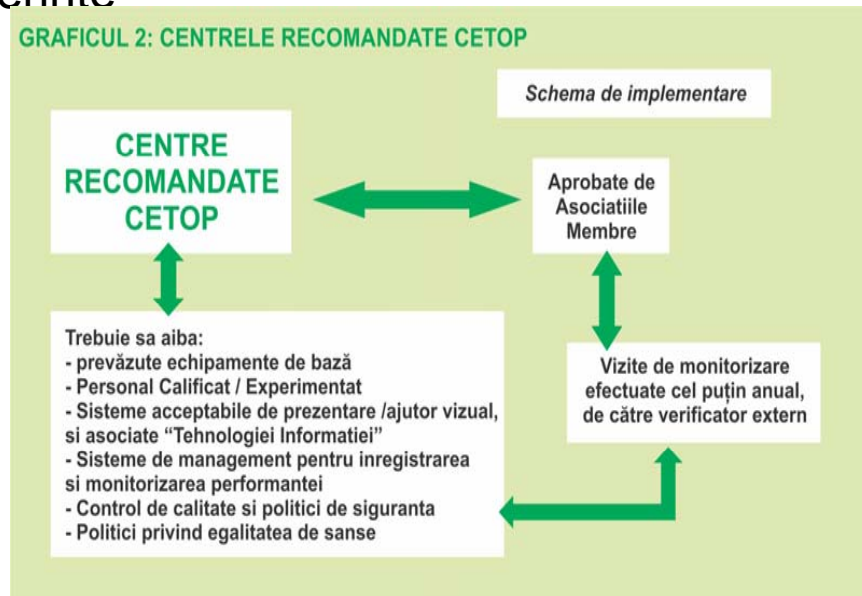 GRAFICUL 2: CENTRELE RECOMANDATE CETOP
Schema de implementare
CENTRE
RECOMANDATE
CETOP
Aprobate de
Asociatiile
Membre
Trebuie sa aiba:
- prevăzute echipamente de bază
- Personal Calificat / Experimentat
- Sisteme acceptabile de prezentare /ajutor vizual,
si asociate “Tehnologiei Informatiei”
- Sisteme de management pentru inregistrarea
si monitorizarea performantei
- Control de calitate si politici de siguranta
- Politici privind egalitatea de sanse
Vizite de monitorizare
efectuate cel puțin anual,
de către verificator extern